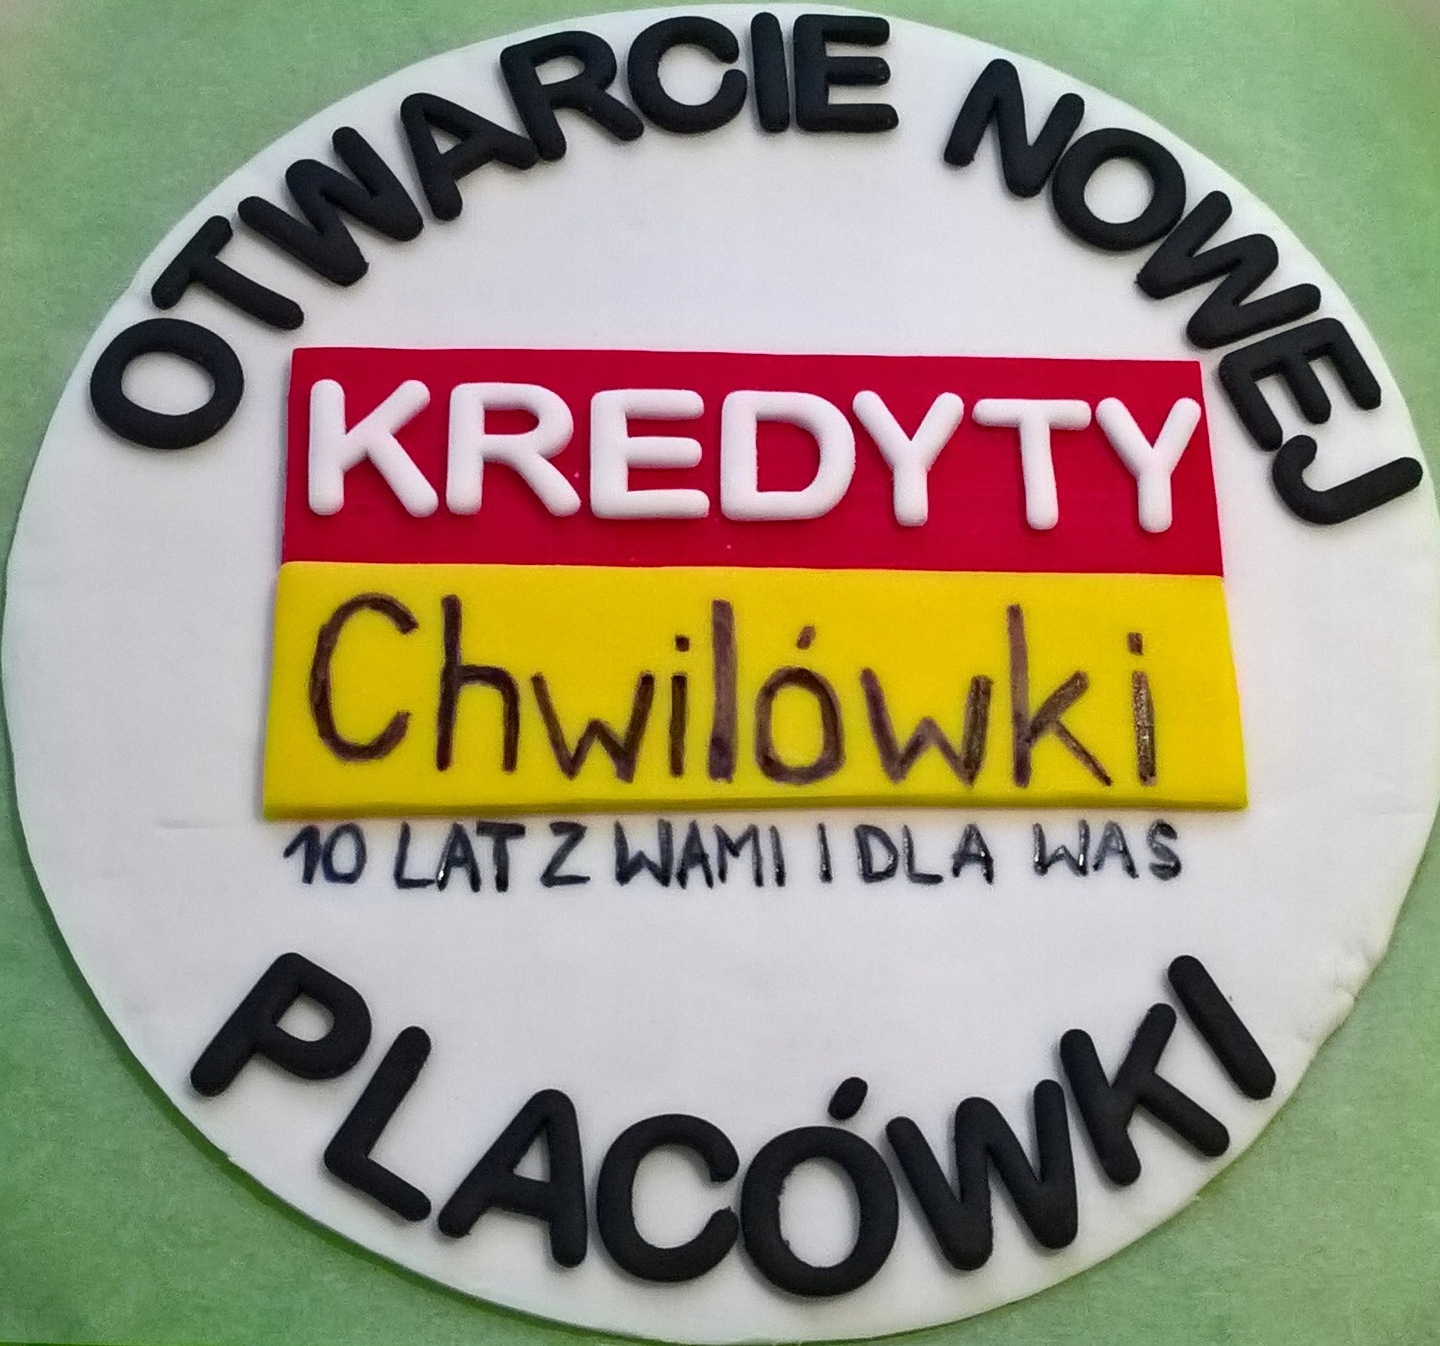 OTWARCIE NOWEJ
KREDYTY
Chwilówki
10 LAT Z WAMI I DLA WAS
PLACÓWKI